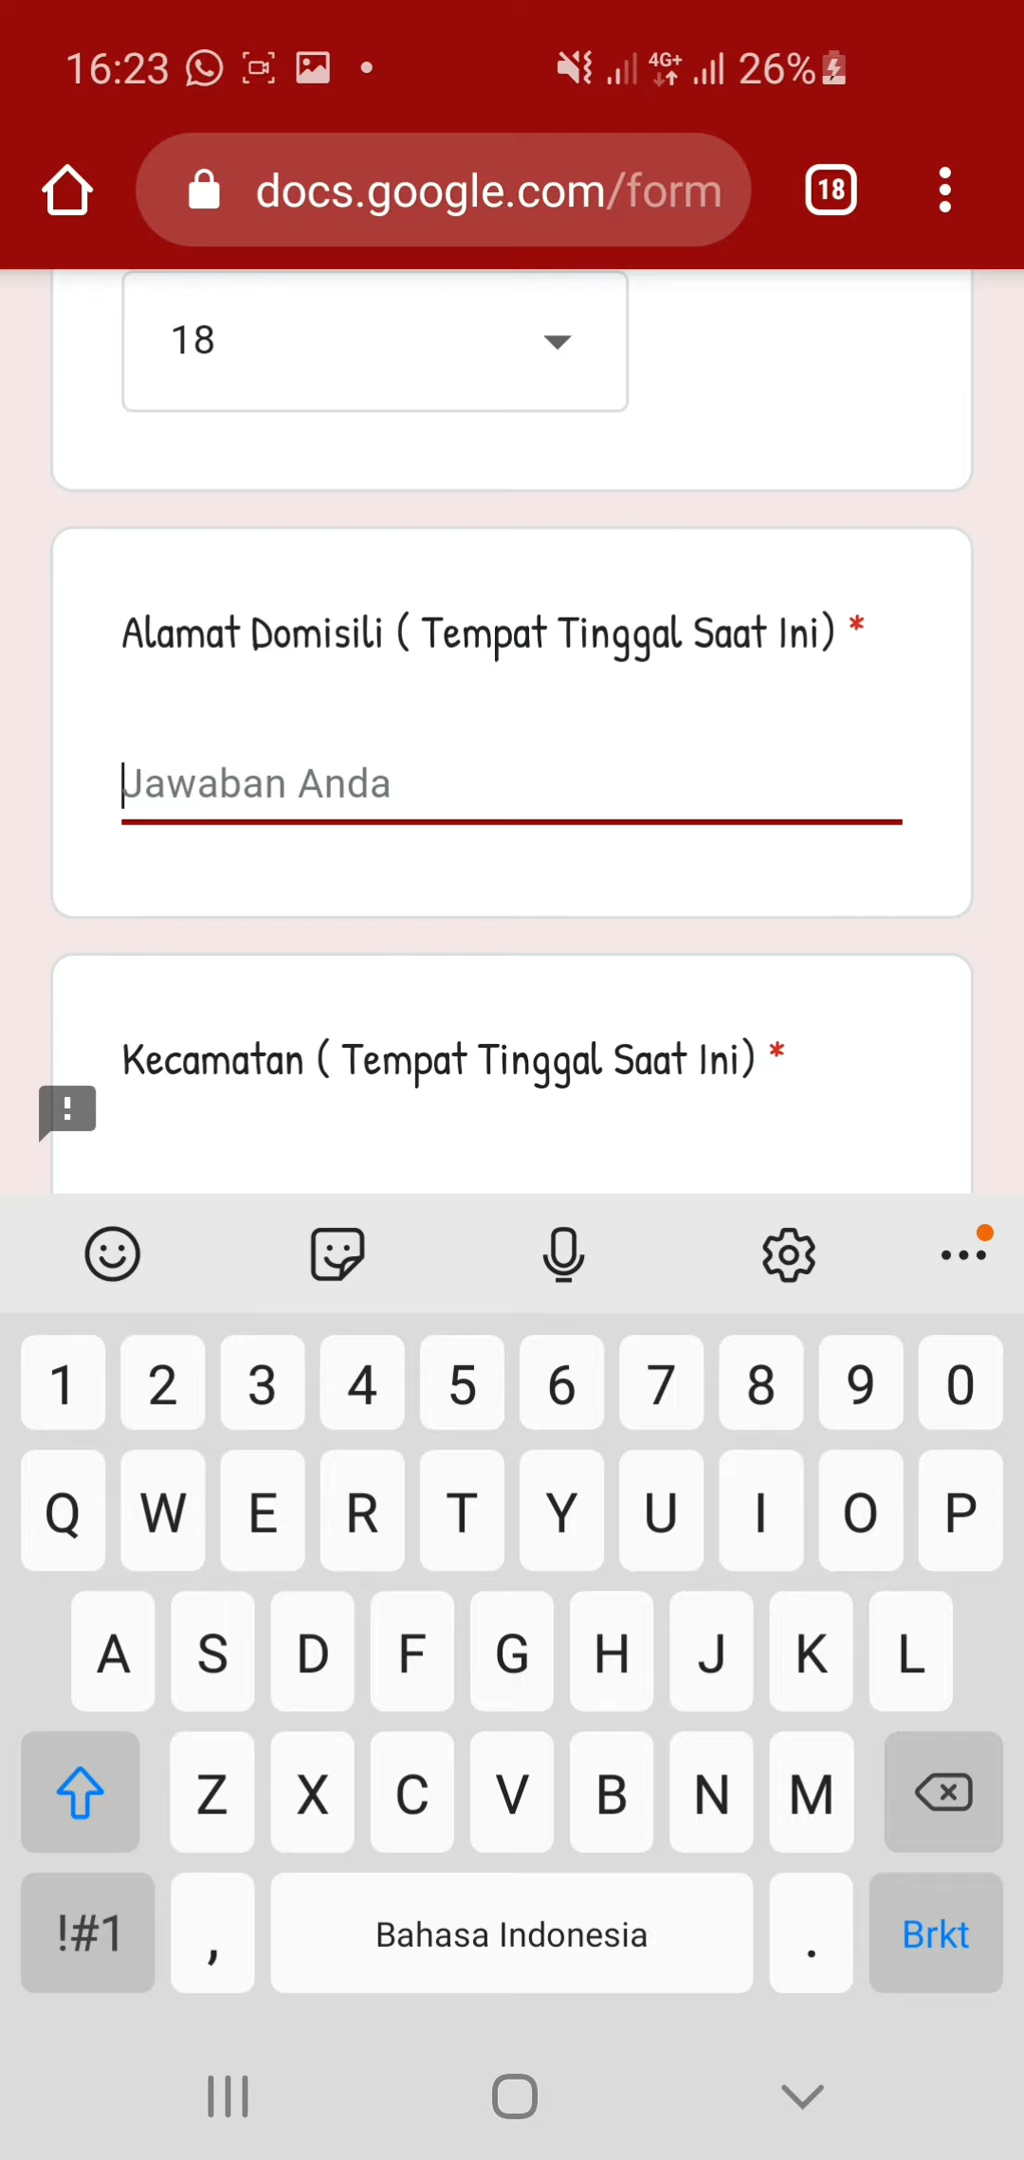 16:23 4G+ 26%
docs.google.com/form 18
18
Alamat Domisili ( Tempat Tinggal Saat Ini) *
Jawaban Anda
Kecamatan ( Tempat Tinggal Saat Ini) *
!
1 2 3 4 5 6 7 8 9 0
Q W E R T Y U I O P
A S D F G H J K L
Z X C V B N M
!#1 , Bahasa Indonesia . Brkt